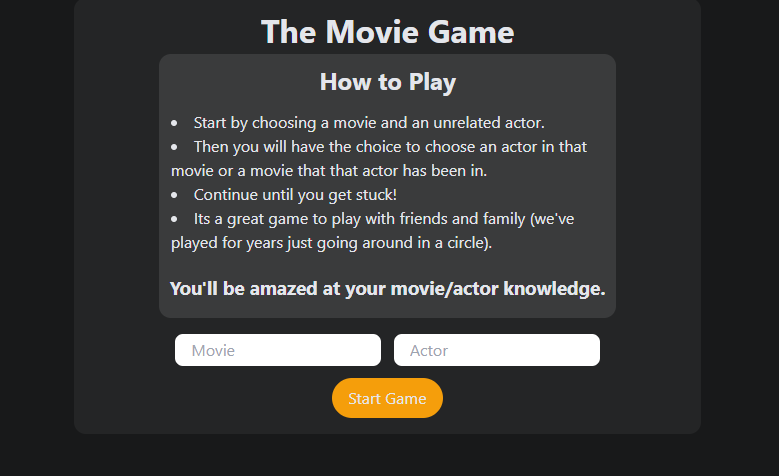 The Movie Game
How to Play
• Start by choosing a movie and an unrelated actor.
• Then you will have the choice to choose an actor in that
movie or a movie that that actor has been in.
• Continue until you get stuck!
• Its a great game to play with friends and family (we've
played for years just going around in a circle).
You'll be amazed at your movie/actor knowledge.
Movie Actor
Start Game